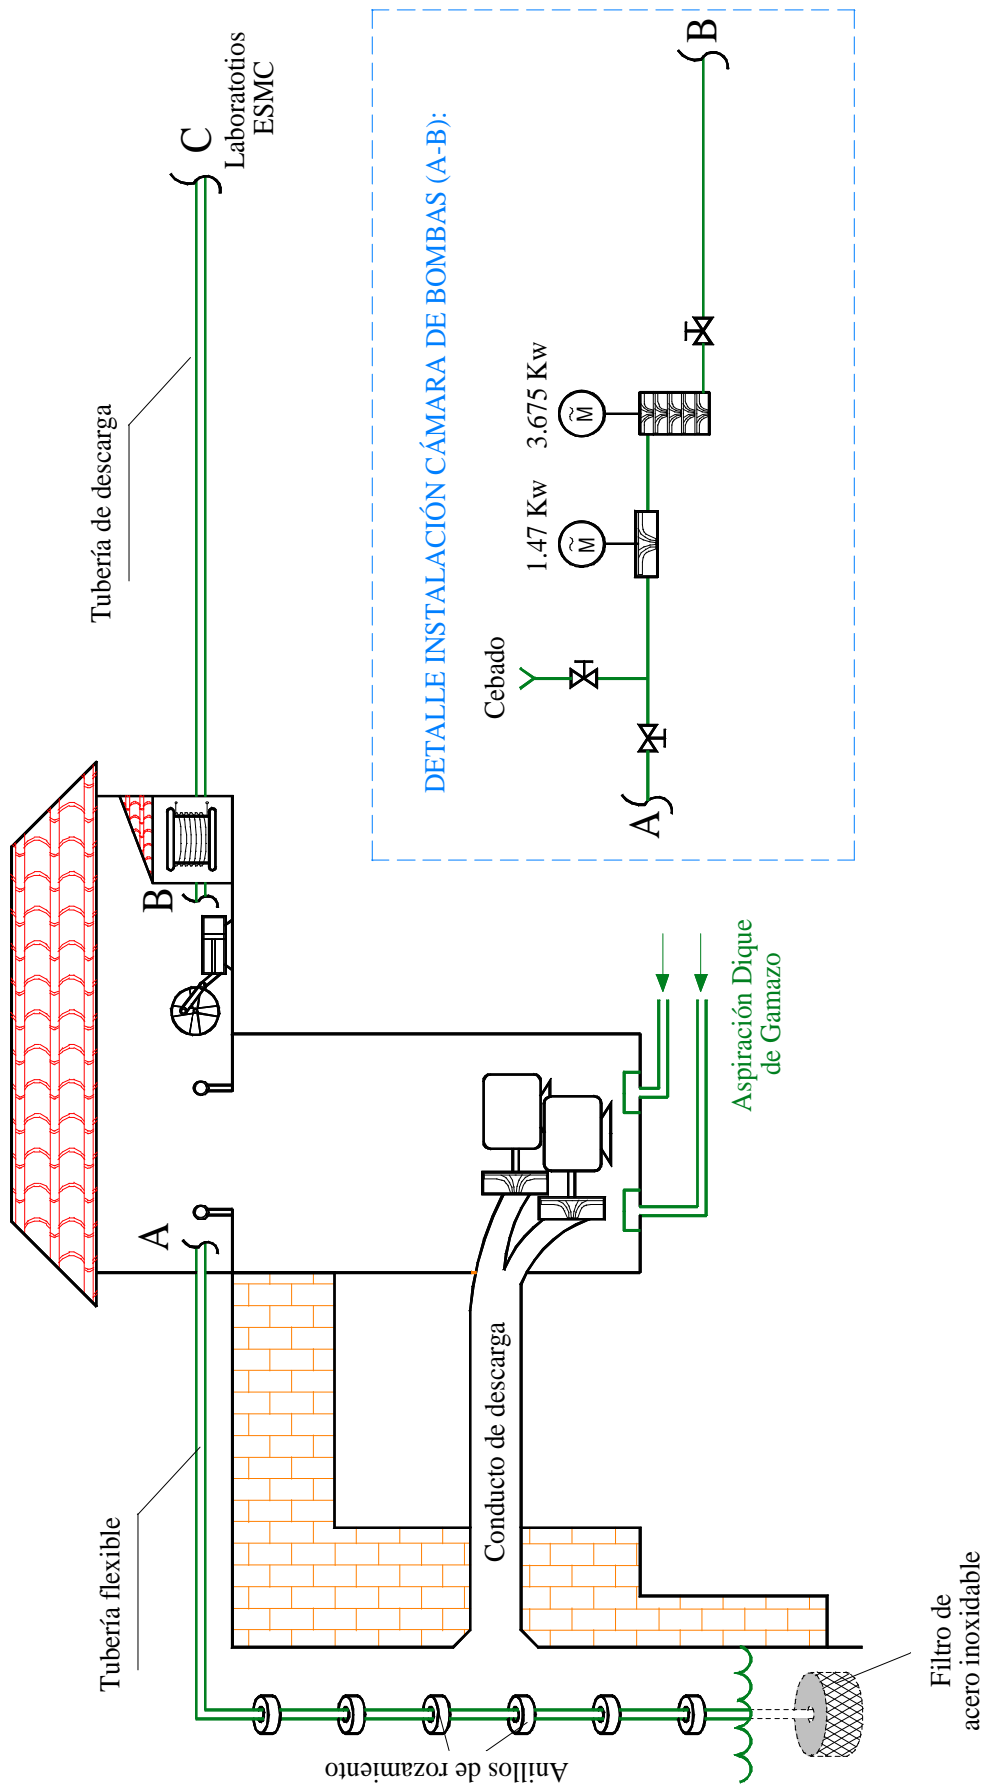 Tubería flexible
Anillos de rozamiento
Filtro de
acero inoxidable
Conducto de descarga
A
B
Aspiración Dique
de Gamazo
Tubería de descarga
C
Laboratotios
ESMC
DETALLE INSTALACIÓN CÁMARA DE BOMBAS (A-B):
A
Cebado
1.47 Kw
M
3.675 Kw
M
B